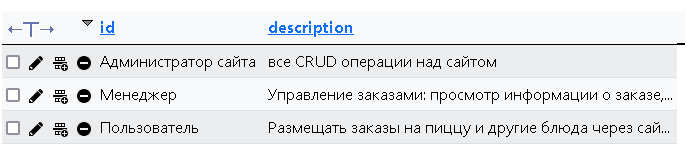 id description
Администратор сайта все CRUD операции над сайтом
Менеджер Управление заказами: просмотр информации о заказе,...
Пользователь Размещать заказы на пиццу и другие блюда через сай...